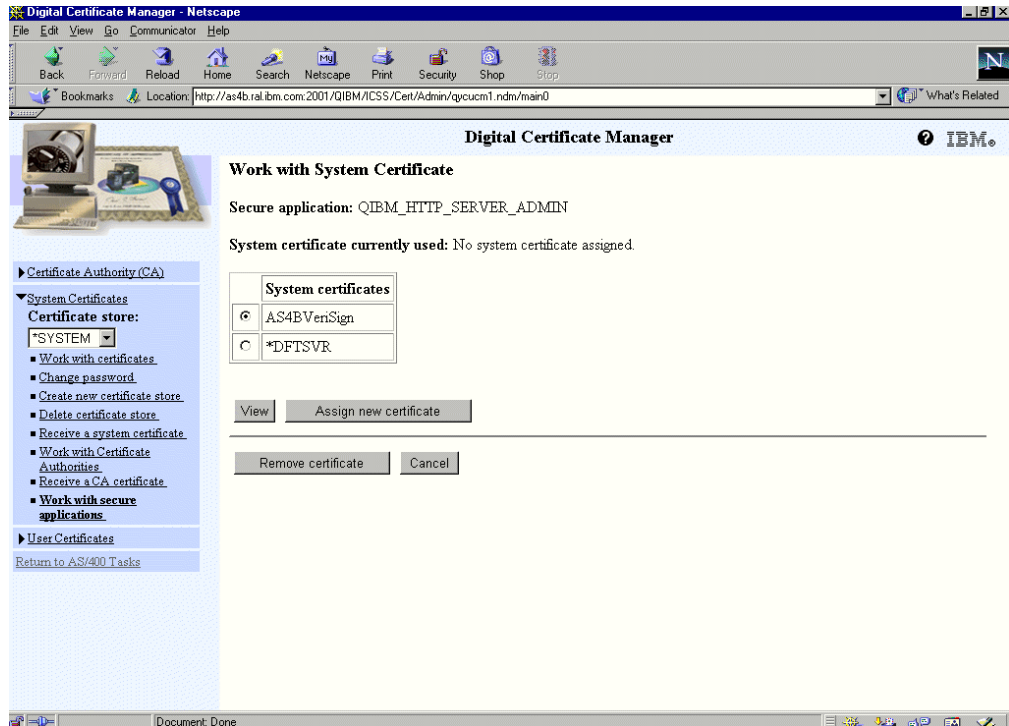 Digital Certificate Manager - Netscape
File Edit View Go Communicator Help
Back Forward Reload Home Search Netscape Print Security Shop Stop
My
N
Bookmarks Location: http://as4b.ral.ibm.com:2001/QIBM/ICSS/Cert/Admin/qycucm1.ndm/main0 What's Related
Digital Certificate Manager
? IBM®
Certificate Authority (CA)
System Certificates
Certificate store:
*SYSTEM
Work with certificates
Change password
Create new certificate store
Delete certificate store
Receive a system certificate
Work with Certificate
Authorities
Receive a CA certificate
Work with secure
applications
User Certificates
Return to AS/400 Tasks
Work with System Certificate
Secure application: QIBM_HTTP_SERVER_ADMIN
System certificate currently used: No system certificate assigned.
System certificates
AS4BVeriSign
*DFTSVR
View Assign new certificate
Remove certificate Cancel
Document: Done